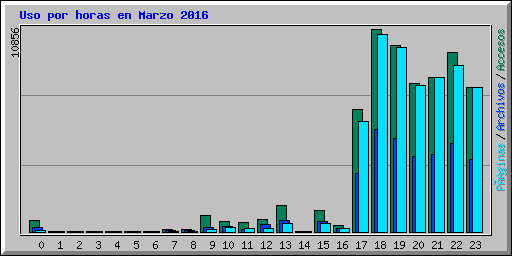 Uso por horas en Marzo 2016
10856
Pãnginas / Archivos / Accesos
0 1 2 3 4 5 6 7 8 9 10 11 12 13 14 15 16 17 18 19 20 21 22 23